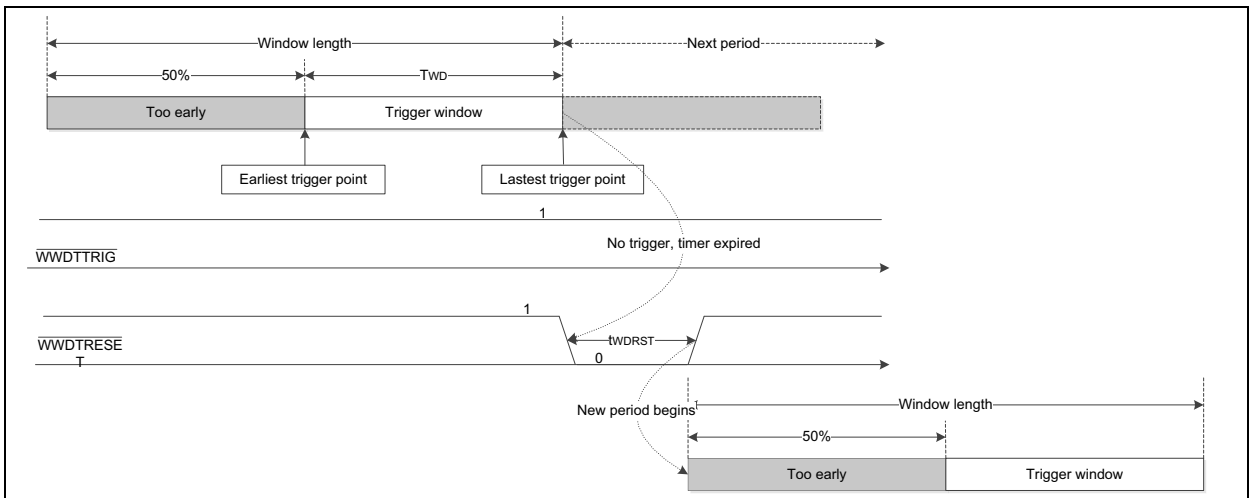 Window length
Next period
50%
TWD
Too early
Trigger window
Earliest trigger point
Lastest trigger point
1
No trigger, timer expired
WWDTTRIG
1
WWDTRESE
T
tWDRST
0
New period begins
Window length
50%
Too early
Trigger window